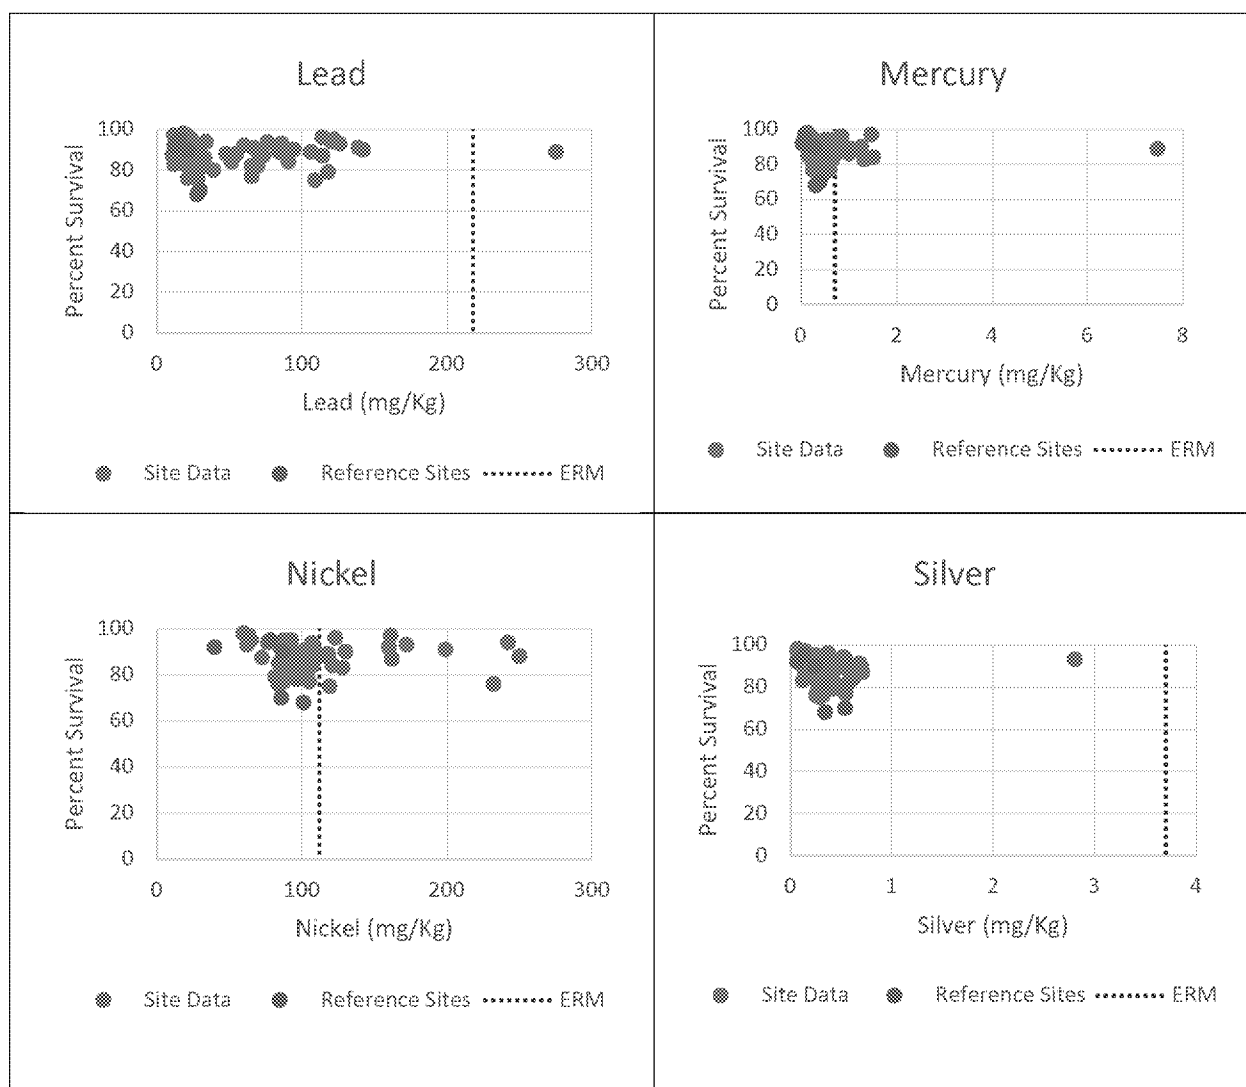 Lead
100
80
60
40
20
0
Percent Survival
0 100 200 300
Lead (mg/Kg)
Site Data Reference Sites ERM
Mercury
100
80
60
40
20
0
Percent Survival
0 2 4 6 8
Mercury (mg/Kg)
Site Data Reference Sites ERM
Nickel
100
80
60
40
20
0
Percent Survival
0 100 200 300
Nickel (mg/Kg)
Site Data Reference Sites ERM
Silver
100
80
60
40
20
0
Percent Survival
0 1 2 3 4
Silver (mg/Kg)
Site Data Reference Sites ERM